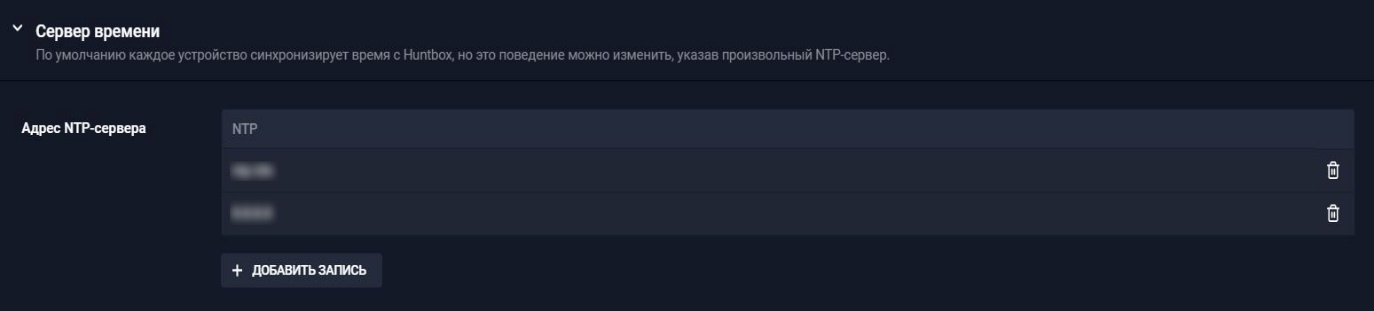 Сервер времени
По умолчанию каждое устройство синхронизирует время с Huntbox, но это поведение можно изменить, указав произвольный NTP-сервер.
Адрес NTP-сервера
NTP
+ ДОБАВИТЬ ЗАПИСЬ